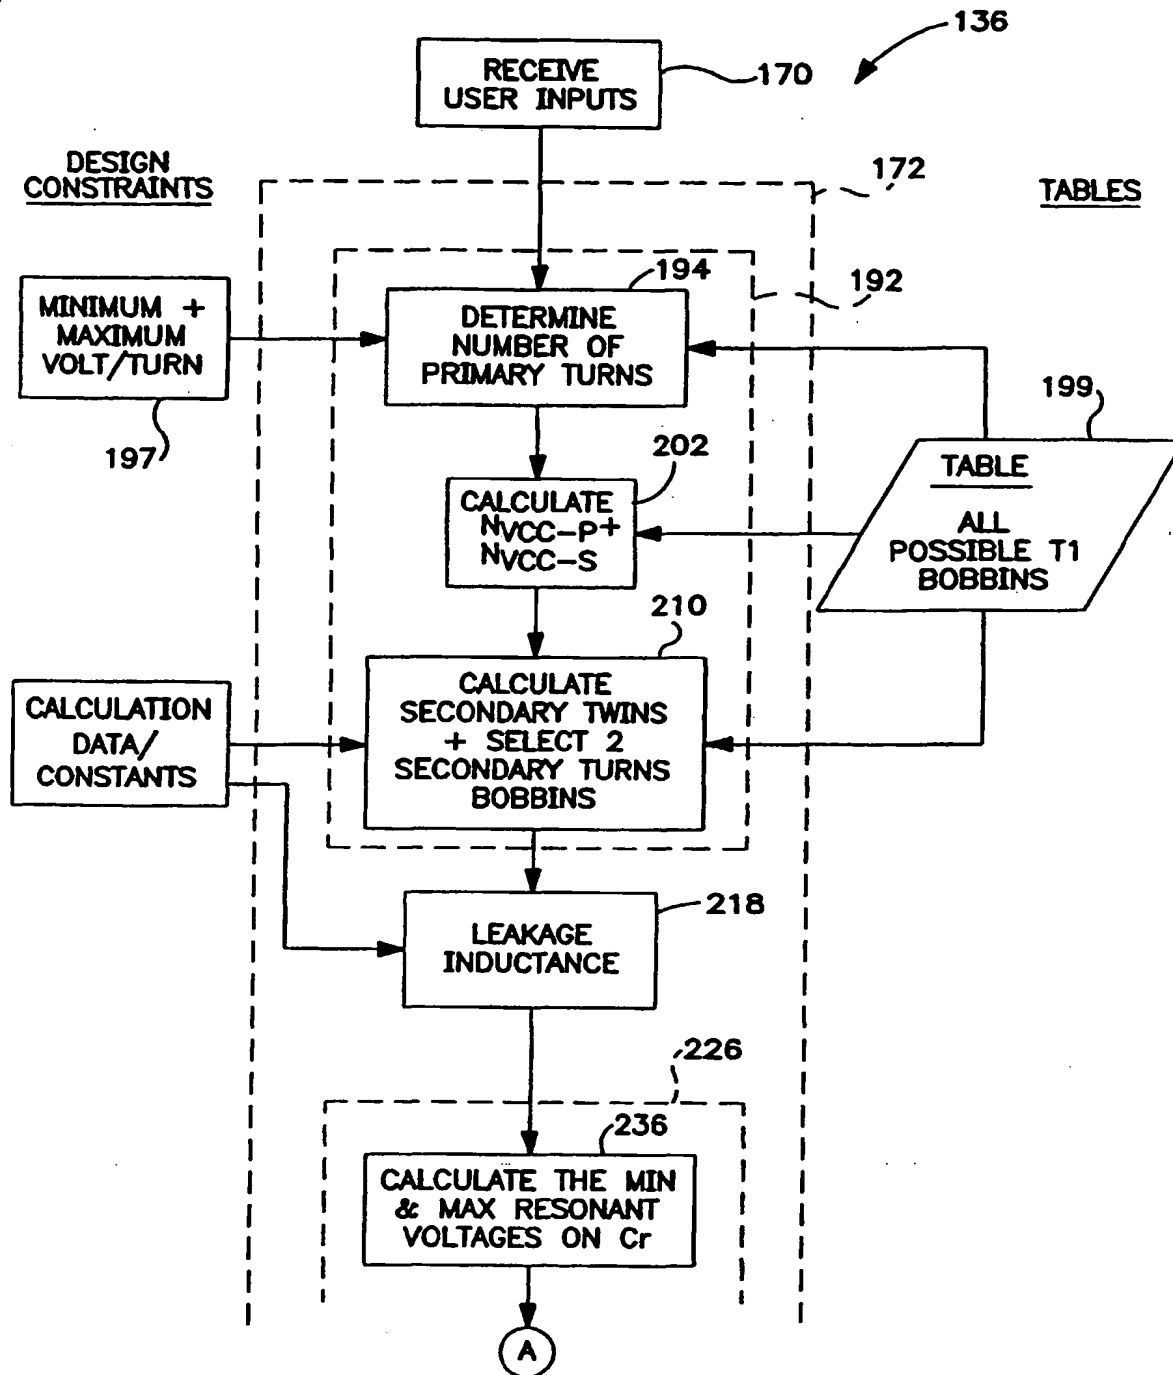 136
RECEIVE
USER INPUTS
170
DESIGN
CONSTRAINTS
172
TABLES
194
192
MINIMUM +
MAXIMUM
VOLT/TURN
197
DETERMINE
NUMBER OF
PRIMARY TURNS
199
TABLE
ALL
POSSIBLE T1
BOBBINS
202
CALCULATE
NVCC-P+
NVCC-S
210
CALCULATION
DATA/
CONSTANTS
CALCULATE
SECONDARY TWINS
+ SELECT 2
SECONDARY TURNS
BOBBINS
218
LEAKAGE
INDUCTANCE
226
236
CALCULATE THE MIN
& MAX RESONANT
VOLTAGES ON Cr
A